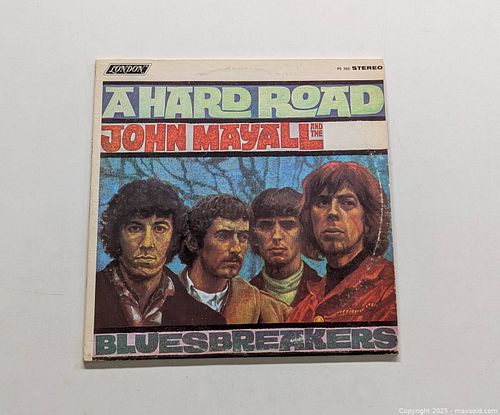 LONDON
PS 502 STEREO
A HARD ROAD
JOHN MAYALL AND THE
BLUESBREAKERS
Copyright 2025 - maxsold.com